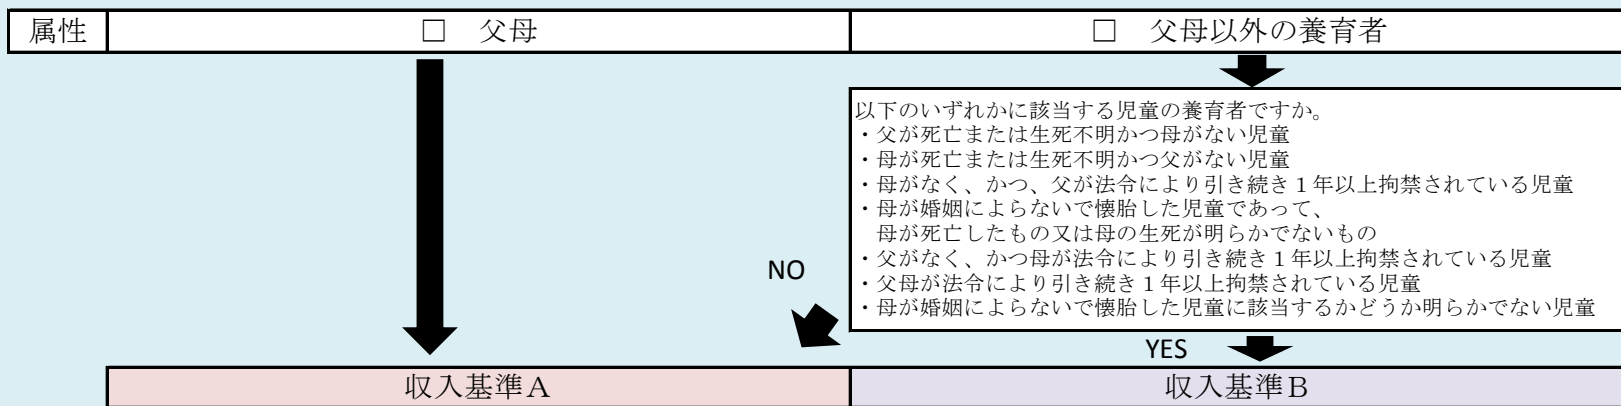 属性 □ 父母 □ 父母以外の養育者
以下のいずれかに該当する児童の養育者ですか。
・父が死亡または生死不明かつ母がない児童
・母が死亡または生死不明かつ父がない児童
・母がなく、かつ、父が法令により引き続き１年以上拘禁されている児童
・母が婚姻によらないで懐胎した児童であって、
母が死亡したもの又は母の生死が明らかでないもの
・父がなく、かつ母が法令により引き続き１年以上拘禁されている児童
・父母が法令により引き続き１年以上拘禁されている児童
・母が婚姻によらないで懐胎した児童に該当するかどうか明らかでない児童
NO
YES
収入基準Ａ 収入基準Ｂ